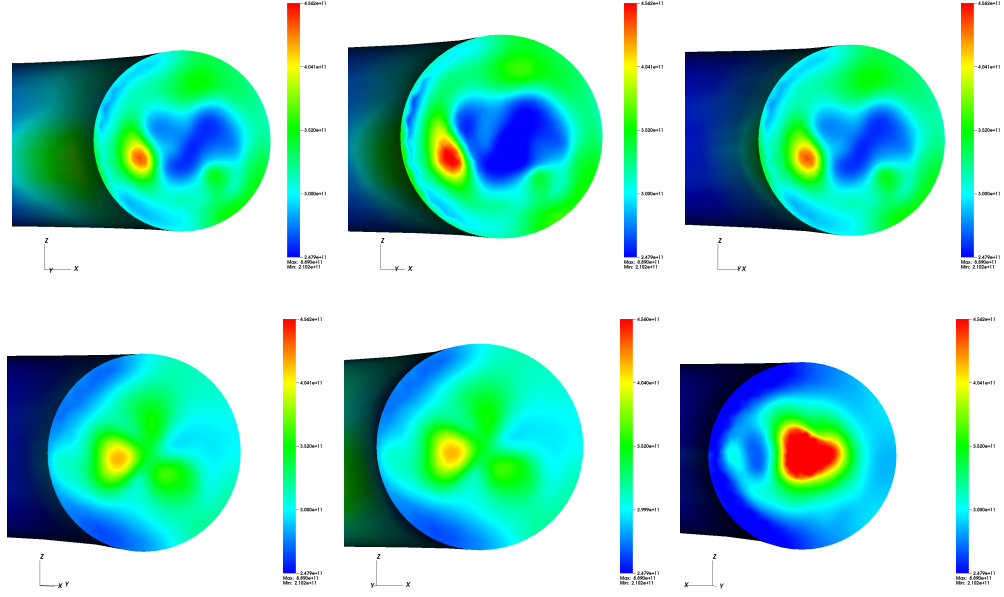 4.562e+11
4.041e+11
3.520e+11
3.000e+11
2.479e+11
Max: 8.890e+11
Min: 2.102e+11
Z
Y X
4.562e+11
4.041e+11
3.520e+11
3.000e+11
2.479e+11
Max: 8.890e+11
Min: 2.102e+11
Z
Y X
4.562e+11
4.041e+11
3.520e+11
3.000e+11
2.479e+11
Max: 8.890e+11
Min: 2.102e+11
Z
Y X
4.562e+11
4.041e+11
3.520e+11
3.000e+11
2.479e+11
Max: 8.890e+11
Min: 2.102e+11
Z
X Y
4.560e+11
4.040e+11
3.520e+11
2.999e+11
2.479e+11
Max: 8.890e+11
Min: 2.102e+11
Z
Y X
4.562e+11
4.041e+11
3.520e+11
3.000e+11
2.479e+11
Max: 8.890e+11
Min: 2.102e+11
Z
X Y